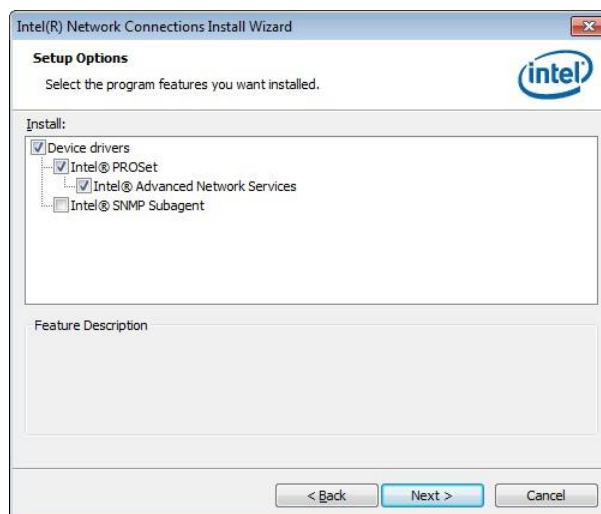 Intel(R) Network Connections Install Wizard
Setup Options
Select the program features you want installed.
intel
Install:
Device drivers
Intel® PROSet
Intel® Advanced Network Services
Intel® SNMP Subagent
Feature Description
< Back
Next >
Cancel